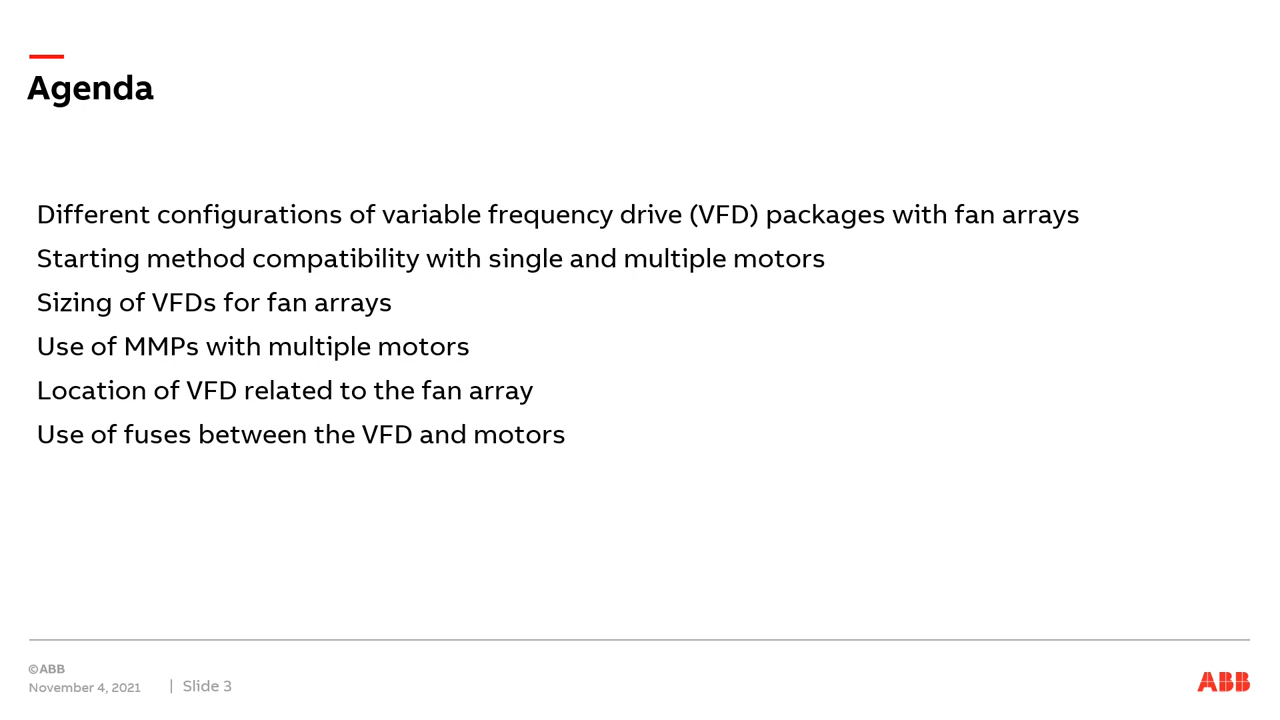 Agenda
Different configurations of variable frequency drive (VFD) packages with fan arrays
Starting method compatibility with single and multiple motors
Sizing of VFDs for fan arrays
Use of MMPs with multiple motors
Location of VFD related to the fan array
Use of fuses between the VFD and motors
©ABB
November 4, 2021 | Slide 3
ABB